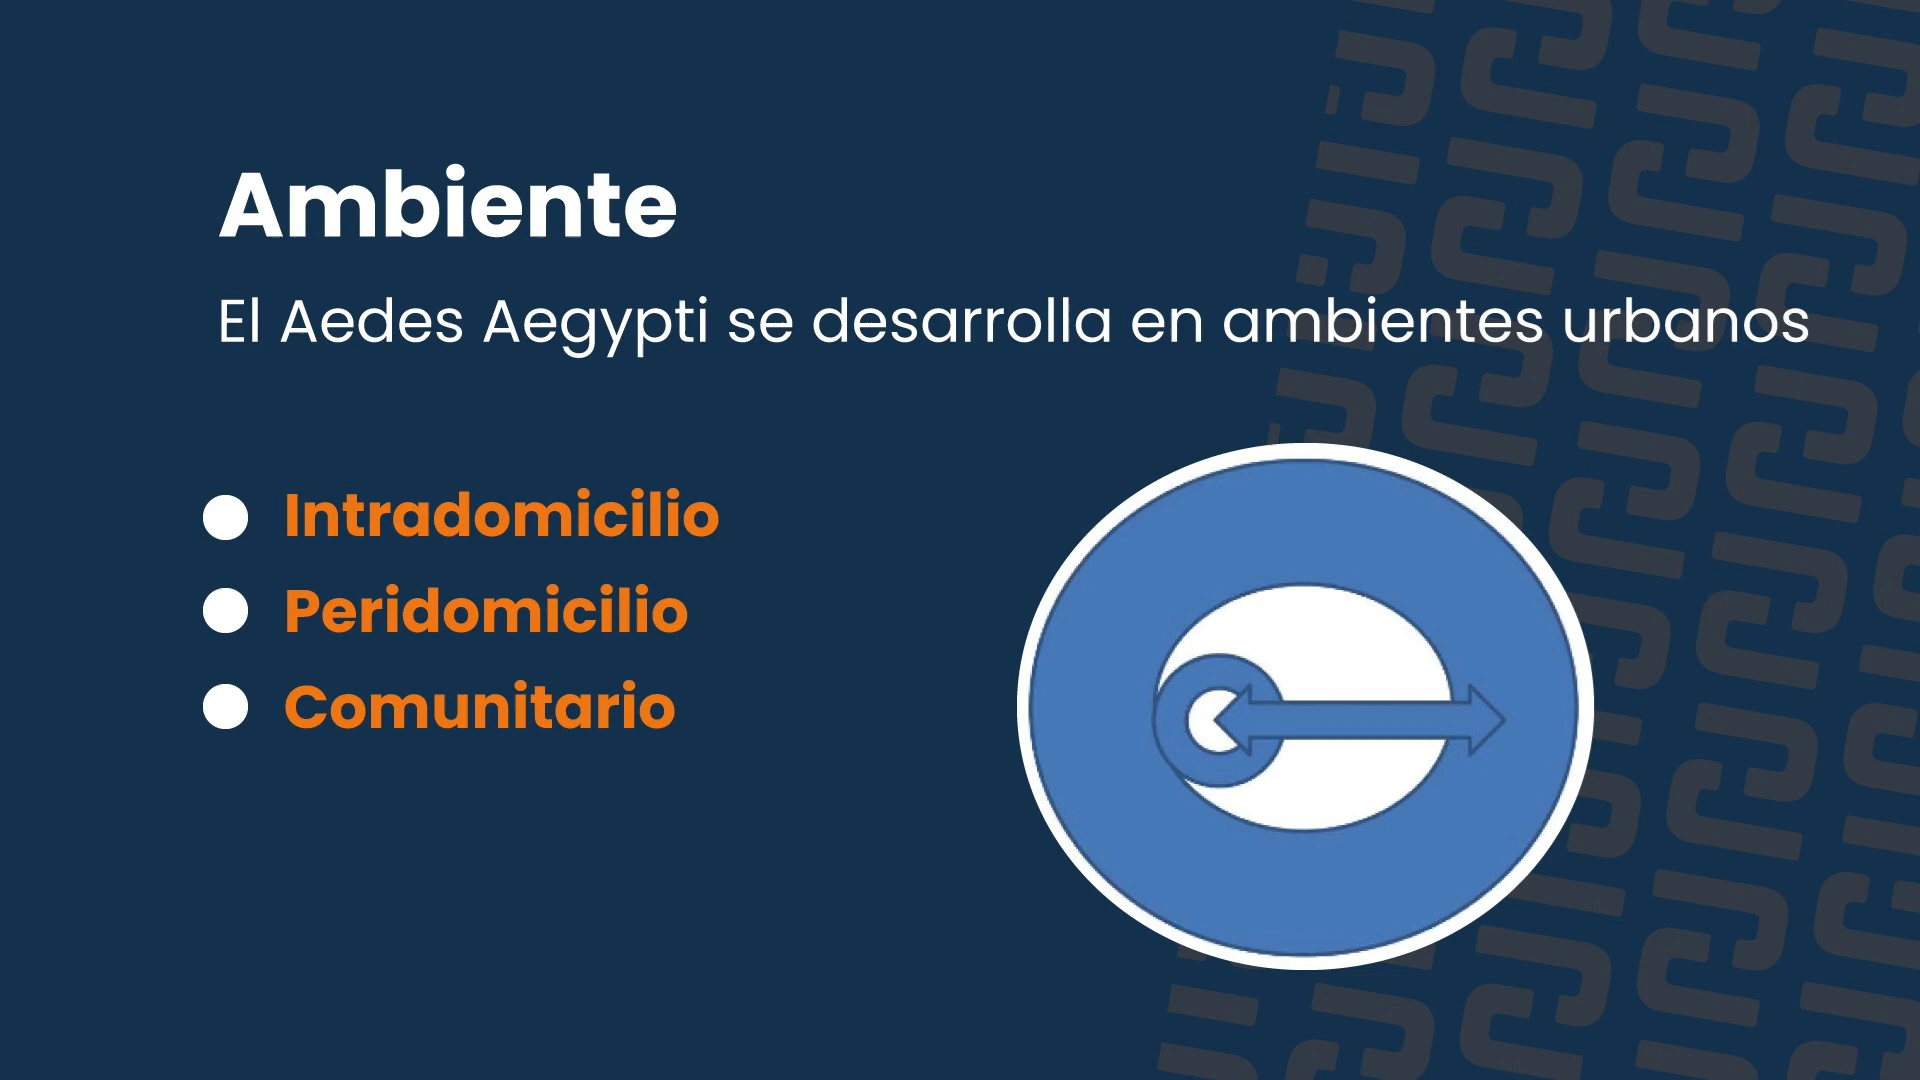 Ambiente
El Aedes Aegypti se desarrolla en ambientes urbanos
Intradomicilio
Peridomicilio
Comunitario